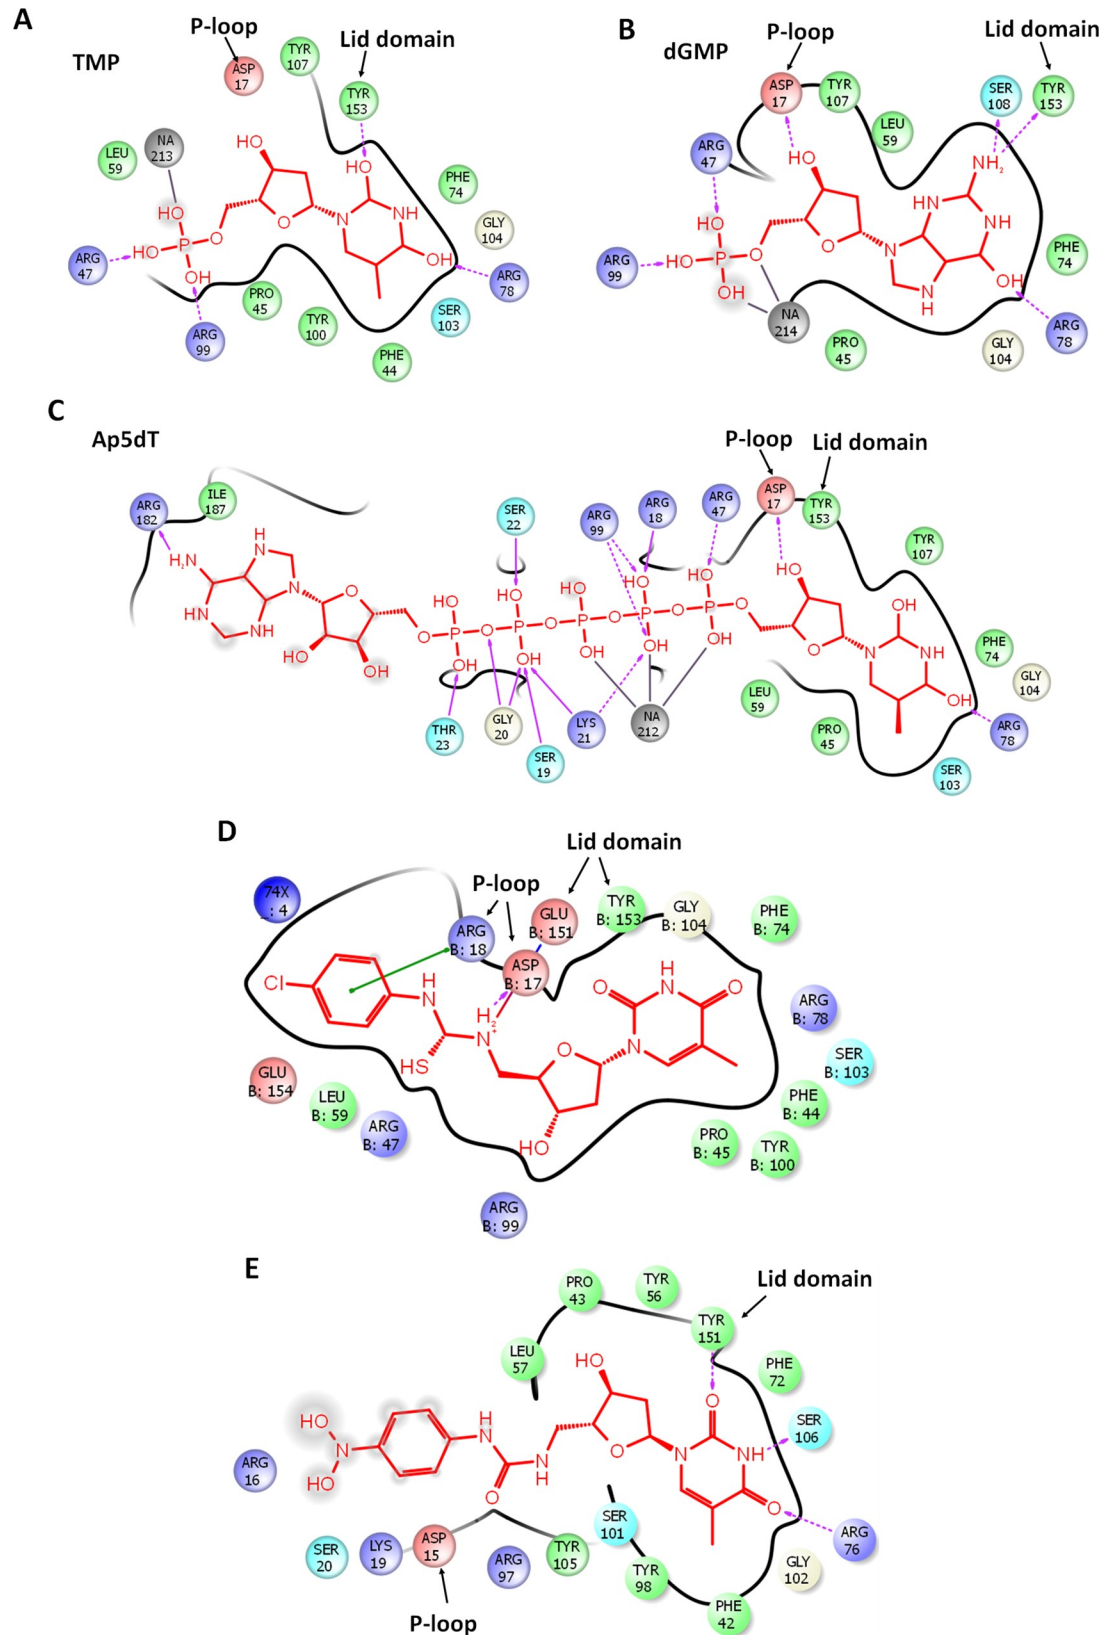 A
TMP
P-loop
Lid domain
TYR
107
ASP
17
TYR
153
NA
213
LEU
59
HO
HO
PHE
74
HO
O
N
NH
GLY
104
HO
P
O
OH
OH
ARG
47
ARG
78
PRO
45
TYR
100
SER
103
ARG
99
PHE
44
B
dGMP
P-loop
Lid domain
ASP
17
TYR
107
SER
108
TYR
153
LEU
59
ARG
47
HO
NH2
HN
NH
HO
O
N
PHE
74
ARG
99
HO
P
O
OH
OH
NH
NA
214
ARG
78
PRO
45
GLY
104
C
Ap5dT
P-loop
Lid domain
ARG
182
ILE
187
SER
22
ARG
99
ARG
18
ARG
47
ASP
17
TYR
153
TYR
107
H2N
HN
N
HN
NH
O
HO
OH
O
HO
P
OH
O
HO
P
OH
O
HO
P
OH
O
HO
P
OH
O
HO
P
OH
O
HO
O
OH
N
NH
OH
PHE
74
GLY
104
LEU
59
THR
23
GLY
20
SER
19
LYS
21
NA
212
PRO
45
ARG
78
SER
103
D
Lid domain
P-loop
74X
_: 4
ARG
B: 18
GLU
B: 151
TYR
B: 153
GLY
B: 104
PHE
B: 74
ASP
B: 17
Cl
H
N
H2
N
+
HS
O
NH
O
N
O
HO
ARG
B: 78
SER
B: 103
GLU
B: 154
LEU
B: 59
ARG
B: 47
PHE
B: 44
PRO
B: 45
TYR
B: 100
ARG
B: 99
E
Lid domain
PRO
43
TYR
56
TYR
151
LEU
57
PHE
72
HO
O
SER
106
HO
N
HO
H
N
O
N
H
O
N
NH
O
ARG
16
SER
101
ARG
76
SER
20
LYS
19
ASP
15
ARG
97
TYR
105
TYR
98
GLY
102
PHE
42
P-loop